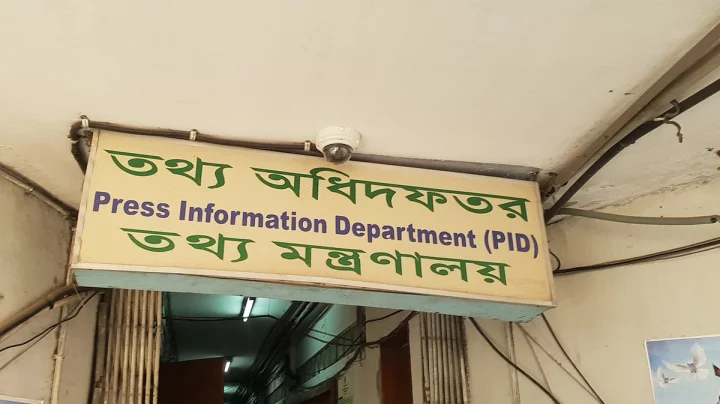 তথ্য অধিদফতর
Press Information Department (PID)
তথ্য মন্ত্রণালয়